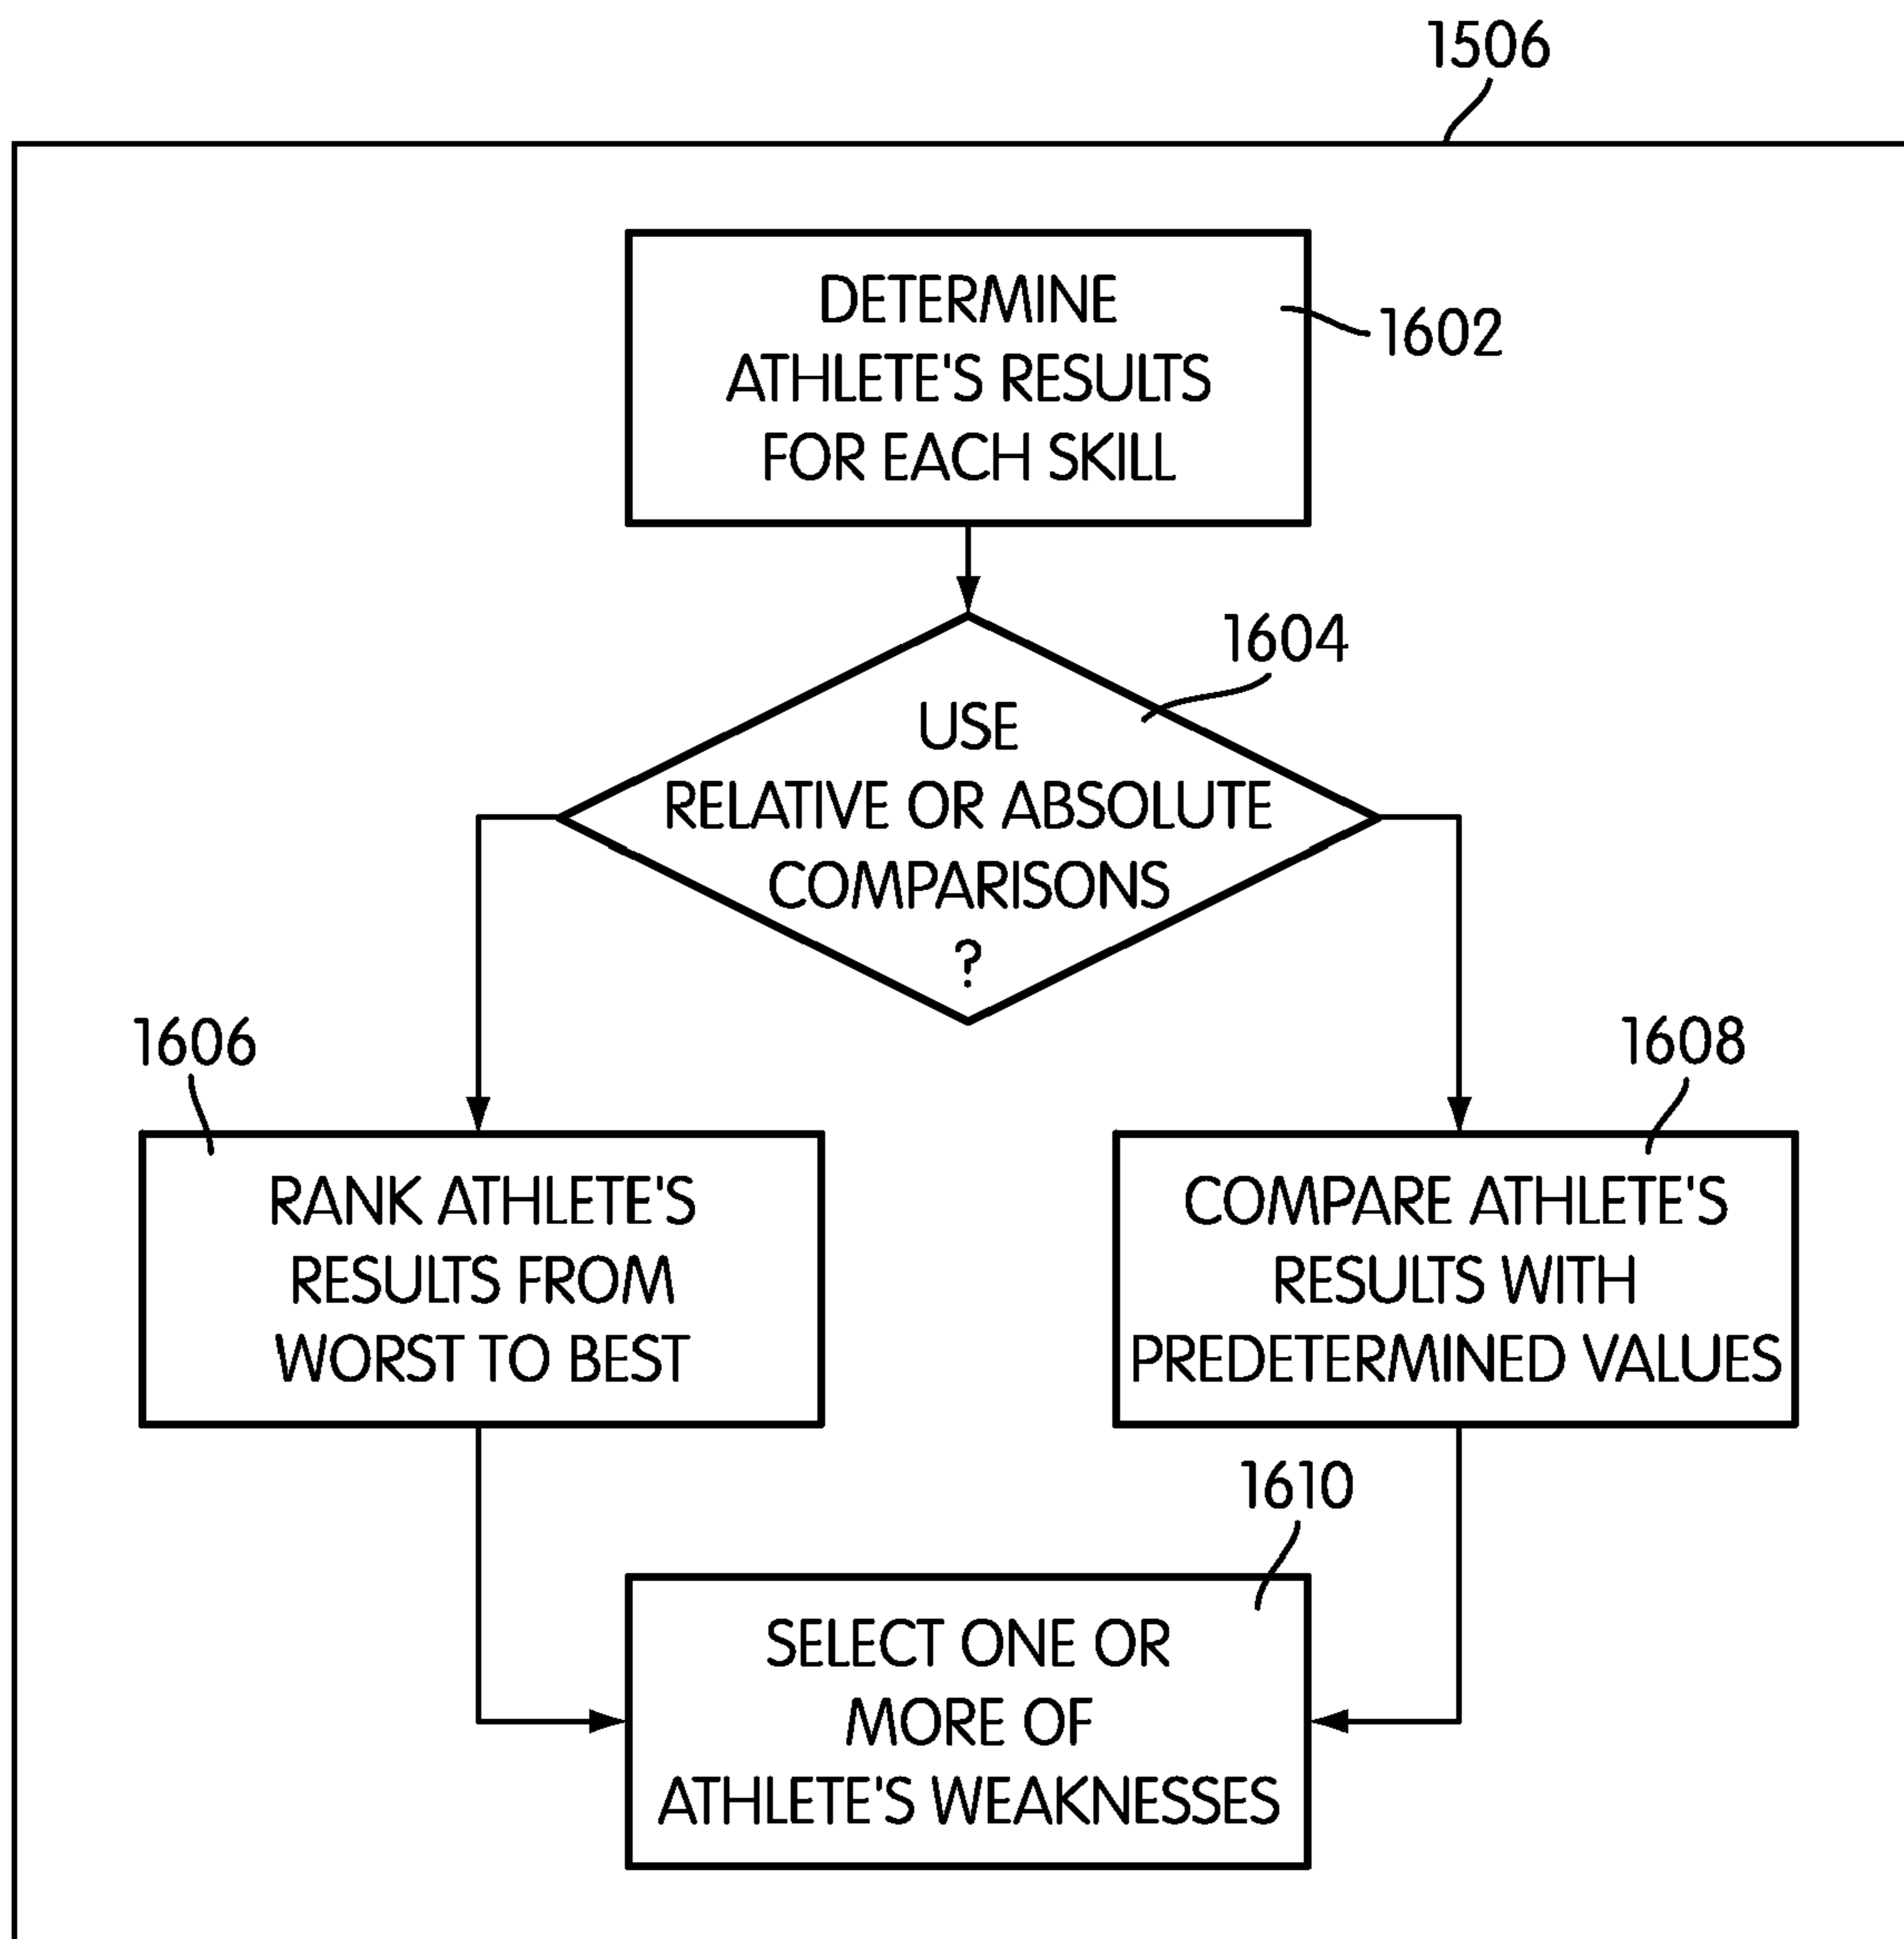 1506
DETERMINE
ATHLETE'S RESULTS
FOR EACH SKILL
1602
1604
USE
RELATIVE OR ABSOLUTE
COMPARISONS
?
1606
RANK ATHLETE'S
RESULTS FROM
WORST TO BEST
1608
COMPARE ATHLETE'S
RESULTS WITH
PREDETERMINED VALUES
1610
SELECT ONE OR
MORE OF
ATHLETE'S WEAKNESSES